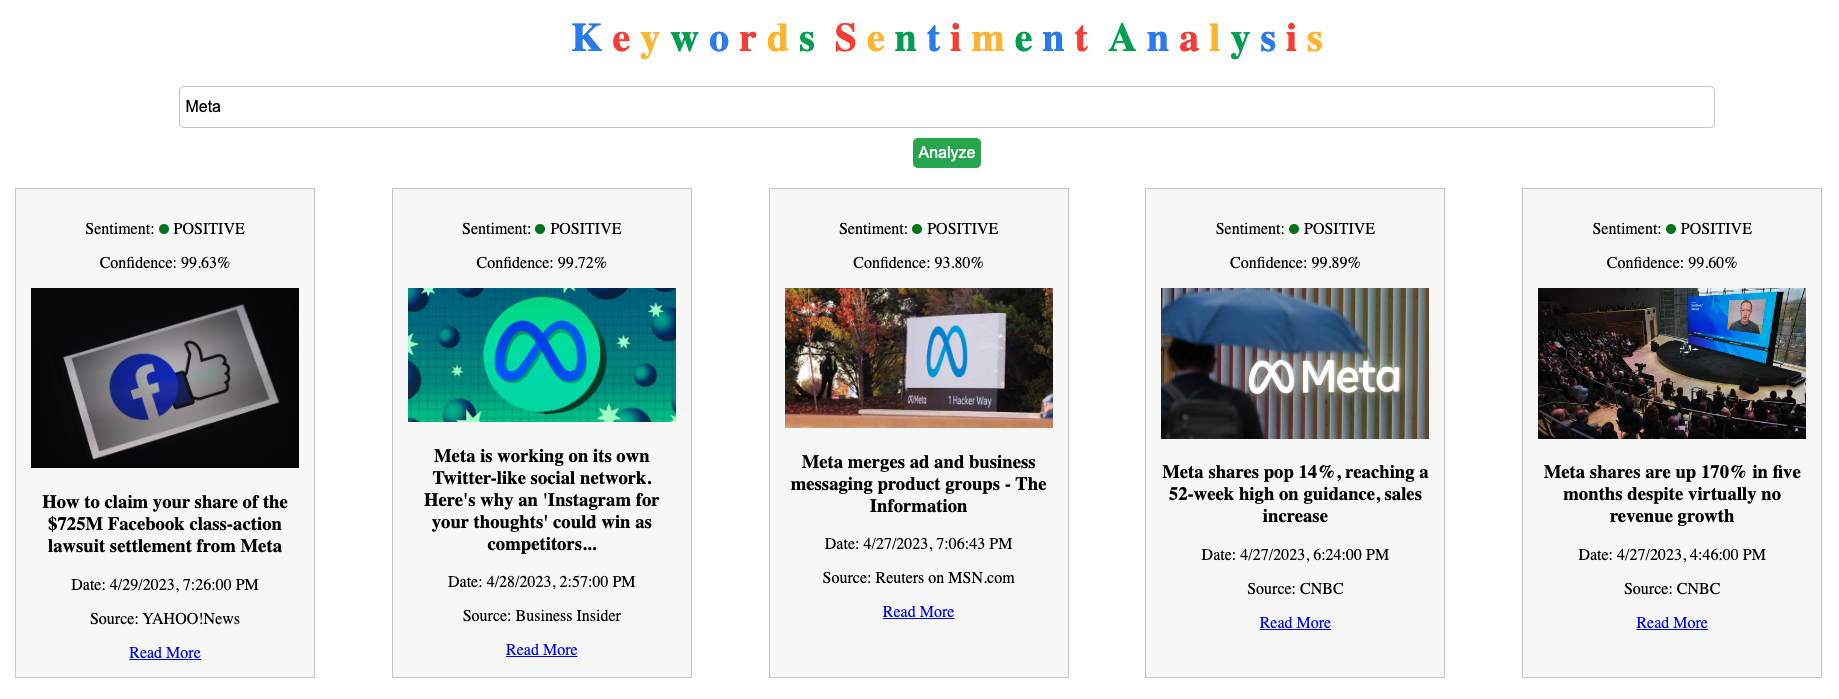 Keywords Sentiment Analysis
Meta
Analyze
Sentiment: POSITIVE
Confidence: 99.63%
How to claim your share of the
$725M Facebook class-action
lawsuit settlement from Meta
Date: 4/29/2023, 7:26:00 PM
Source: YAHOO!News
Read More
Sentiment: POSITIVE
Confidence: 99.72%
Meta is working on its own
Twitter-like social network.
Here's why an 'Instagram for
your thoughts' could win as
competitors...
Date: 4/28/2023, 2:57:00 PM
Source: Business Insider
Read More
Sentiment: POSITIVE
Confidence: 93.80%
Meta
1 Hacker Way
Meta merges ad and business
messaging product groups - The
Information
Date: 4/27/2023, 7:06:43 PM
Source: Reuters on MSN.com
Read More
Sentiment: POSITIVE
Confidence: 99.89%
Meta
Meta shares pop 14%, reaching a
52-week high on guidance, sales
increase
Date: 4/27/2023, 6:24:00 PM
Source: CNBC
Read More
Sentiment: POSITIVE
Confidence: 99.60%
Meta shares are up 170% in five
months despite virtually no
revenue growth
Date: 4/27/2023, 4:46:00 PM
Source: CNBC
Read More